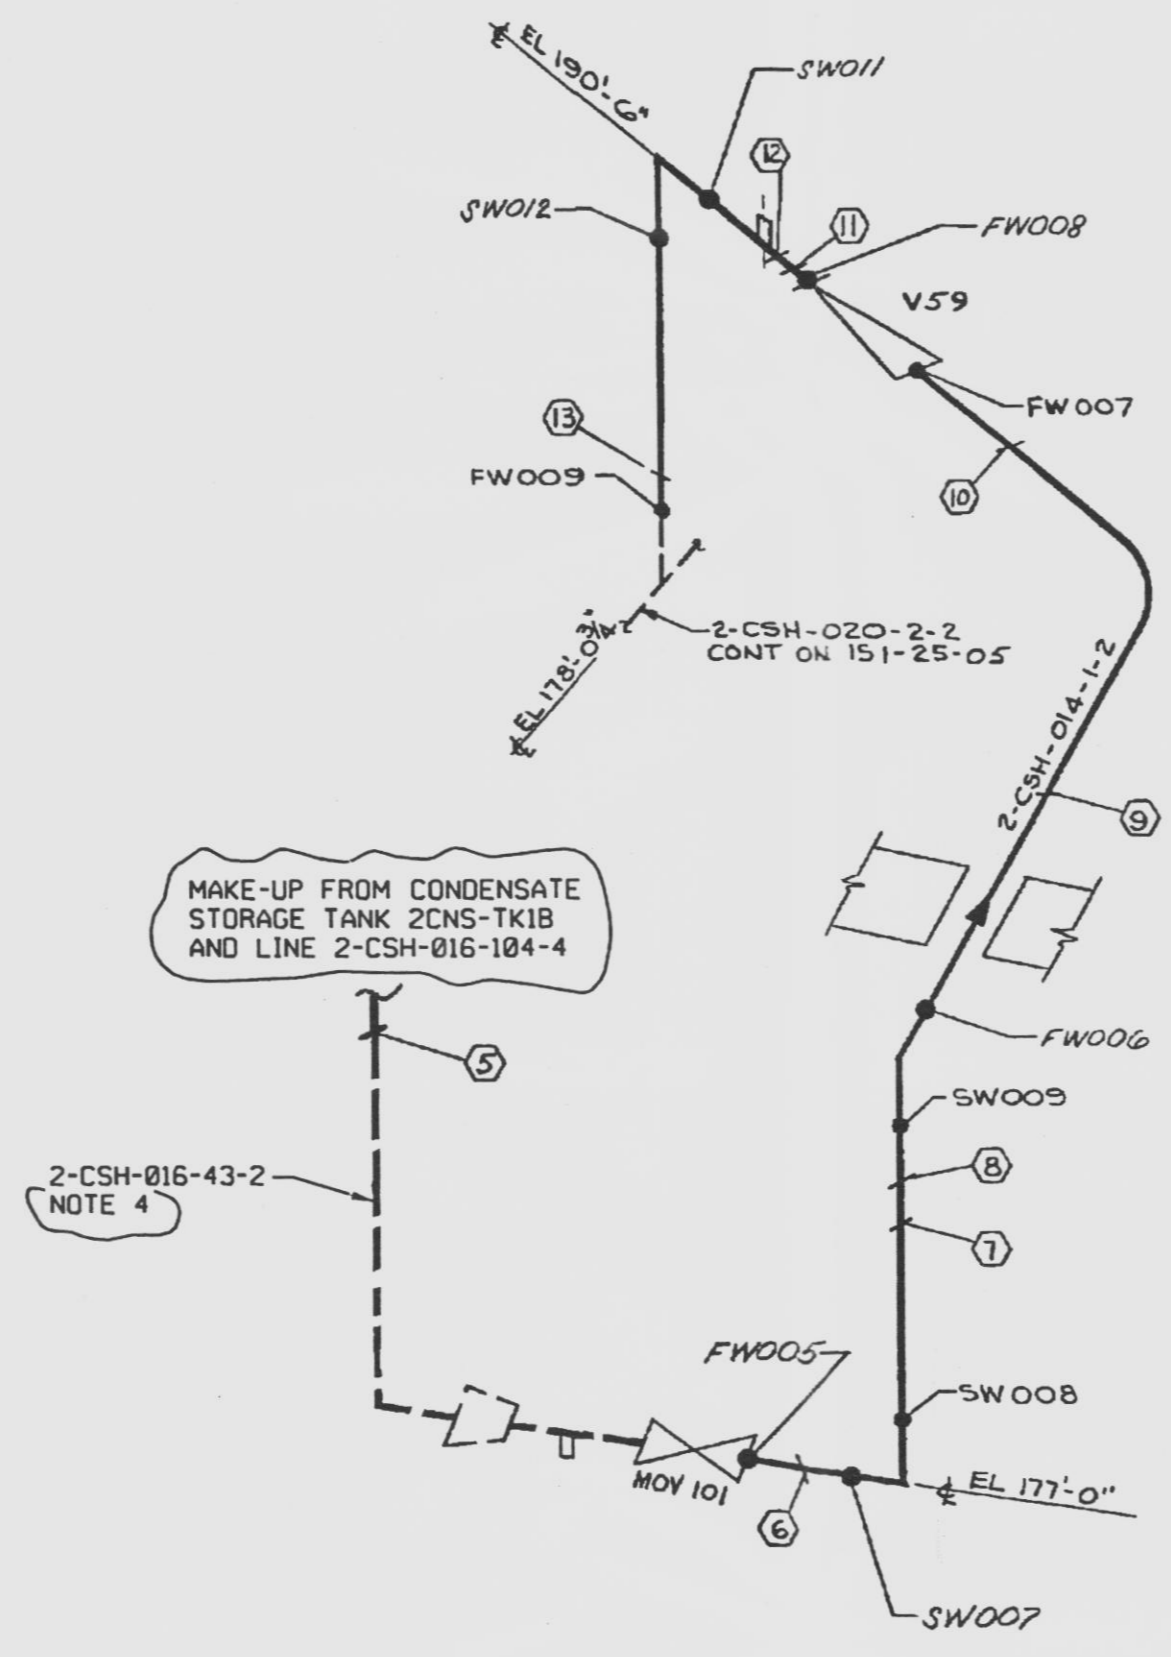 ℄ EL 190'-6"
SW011
12
SW012
11
FW008
V59
FW007
13
FW009
10
2-CSH-020-2-2
CONT ON 151-25-05
℄ EL 178'-0 3/4"
2-CSH-014-1-2
9
MAKE-UP FROM CONDENSATE
STORAGE TANK 2CNS-TK1B
AND LINE 2-CSH-016-104-4
FW006
5
SW009
8
2-CSH-016-43-2
NOTE 4
7
FW005
SW008
MOV 101
℄ EL 177'-0"
6
SW007